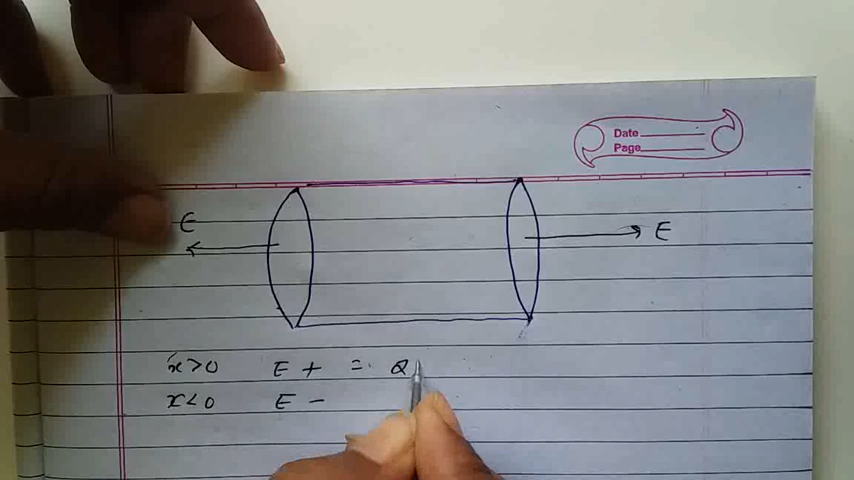 Date
Page
E
E
x>0 E + = Q
x<0 E -